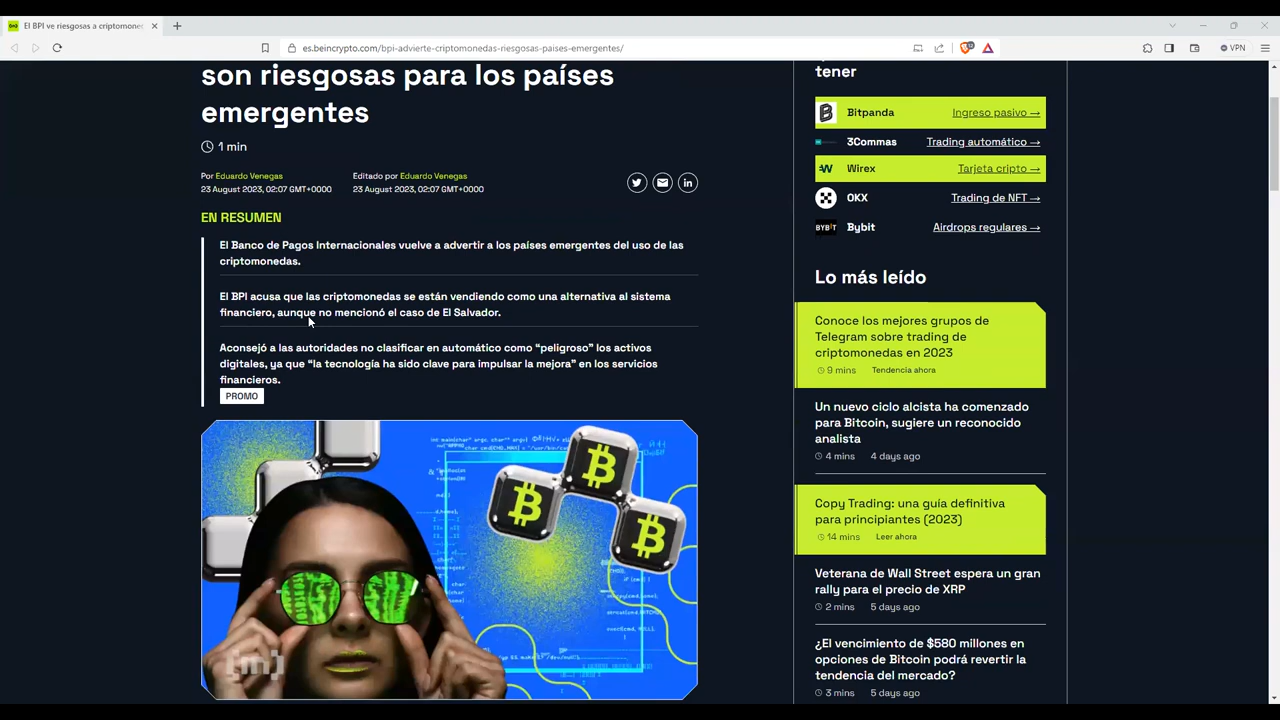 El BPI ve riesgosas a criptomone
VPN
es.beincrypto.com/bpi-advierte-criptomonedas-riesgosas-paises-emergentes/
son riesgosas para los países
emergentes
1 min
Por Eduardo Venegas
23 August 2023, 02:07 GMT+0000
Editado por Eduardo Venegas
23 August 2023, 02:07 GMT+0000
EN RESUMEN
El Banco de Pagos Internacionales vuelve a advertir a los países emergentes del uso de las
criptomonedas.
El BPI acusa que las criptomonedas se están vendiendo como una alternativa al sistema
financiero, aunque no mencionó el caso de El Salvador.
Aconsejó a las autoridades no clasificar en automático como “peligroso” los activos
digitales, ya que “la tecnología ha sido clave para impulsar la mejora” en los servicios
financieros.
PROMO
tener
Bitpanda Ingreso pasivo →
3Commas Trading automático →
Wirex Tarjeta cripto →
OKX Trading de NFT →
BYBIT Bybit Airdrops regulares →
Lo más leído
Conoce los mejores grupos de
Telegram sobre trading de
criptomonedas en 2023
9 mins Tendencia ahora
Un nuevo ciclo alcista ha comenzado
para Bitcoin, sugiere un reconocido
analista
4 mins 4 days ago
Copy Trading: una guía definitiva
para principiantes (2023)
14 mins Leer ahora
Veterana de Wall Street espera un gran
rally para el precio de XRP
2 mins 5 days ago
¿El vencimiento de $580 millones en
opciones de Bitcoin podrá revertir la
tendencia del mercado?
3 mins 5 days ago